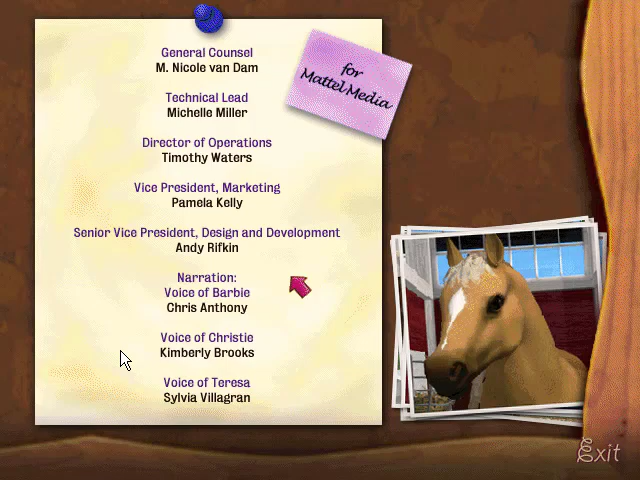 General Counsel
M. Nicole van Dam
for
Mattel Media
Technical Lead
Michelle Miller
Director of Operations
Timothy Waters
Vice President, Marketing
Pamela Kelly
Senior Vice President, Design and Development
Andy Rifkin
Narration:
Voice of Barbie
Chris Anthony
Voice of Christie
Kimberly Brooks
Voice of Teresa
Sylvia Villagran
Exit